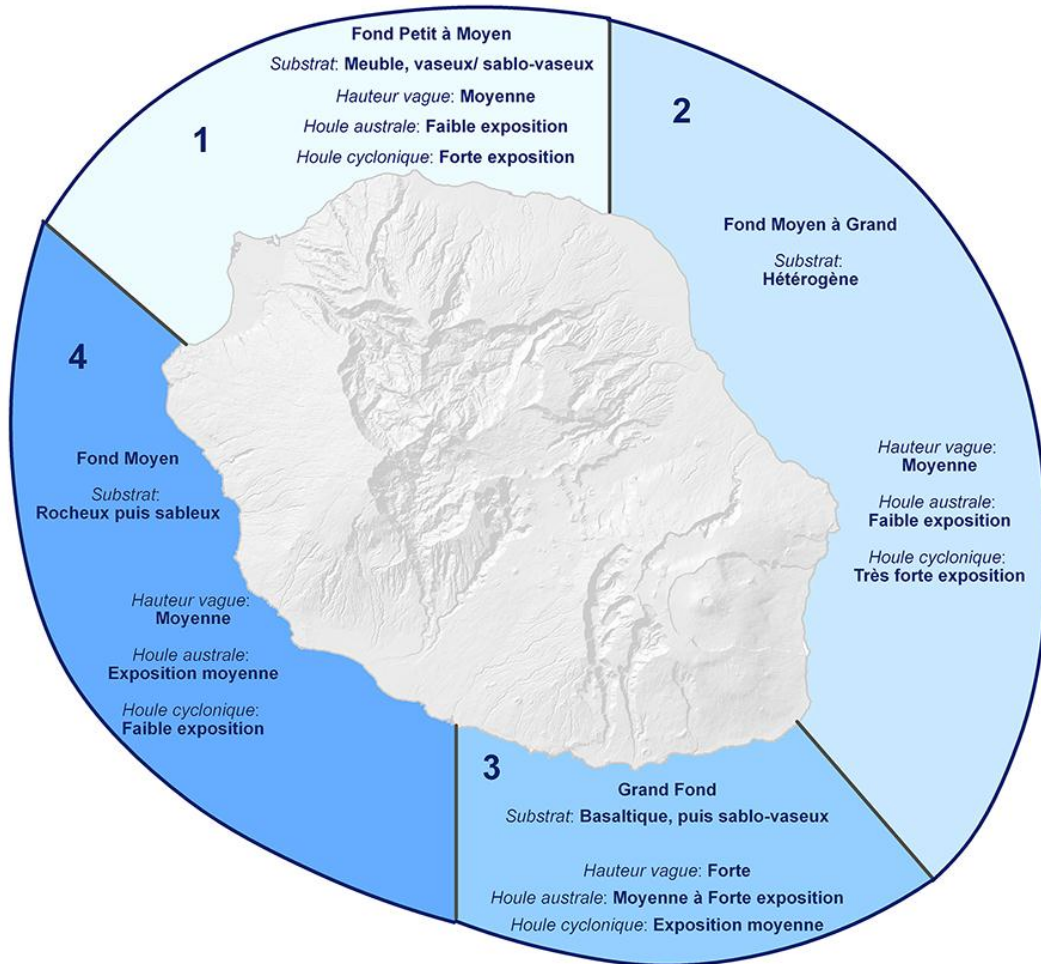 1
Fond Petit à Moyen
Substrat: Meuble, vaseux/ sablo-vaseux
Hauteur vague: Moyenne
Houle australe: Faible exposition
Houle cyclonique: Forte exposition
2
Fond Moyen à Grand
Substrat:
Hétérogène
Hauteur vague:
Moyenne
Houle australe:
Faible exposition
Houle cyclonique:
Très forte exposition
3
Grand Fond
Substrat: Basaltique, puis sablo-vaseux
Hauteur vague: Forte
Houle australe: Moyenne à Forte exposition
Houle cyclonique: Exposition moyenne
4
Fond Moyen
Substrat:
Rocheux puis sableux
Hauteur vague:
Moyenne
Houle australe:
Exposition moyenne
Houle cyclonique:
Faible exposition